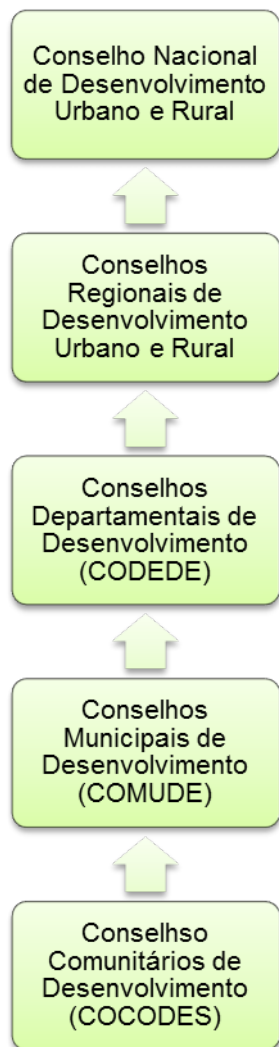 Conselho Nacional
de Desenvolvimento
Urbano e Rural
Conselhos
Regionais de
Desenvolvimento
Urbano e Rural
Conselhos
Departamentais de
Desenvolvimento
(CODEDE)
Conselhos
Municipais de
Desenvolvimento
(COMUDE)
Conselhso
Comunitários de
Desenvolvimento
(COCODES)